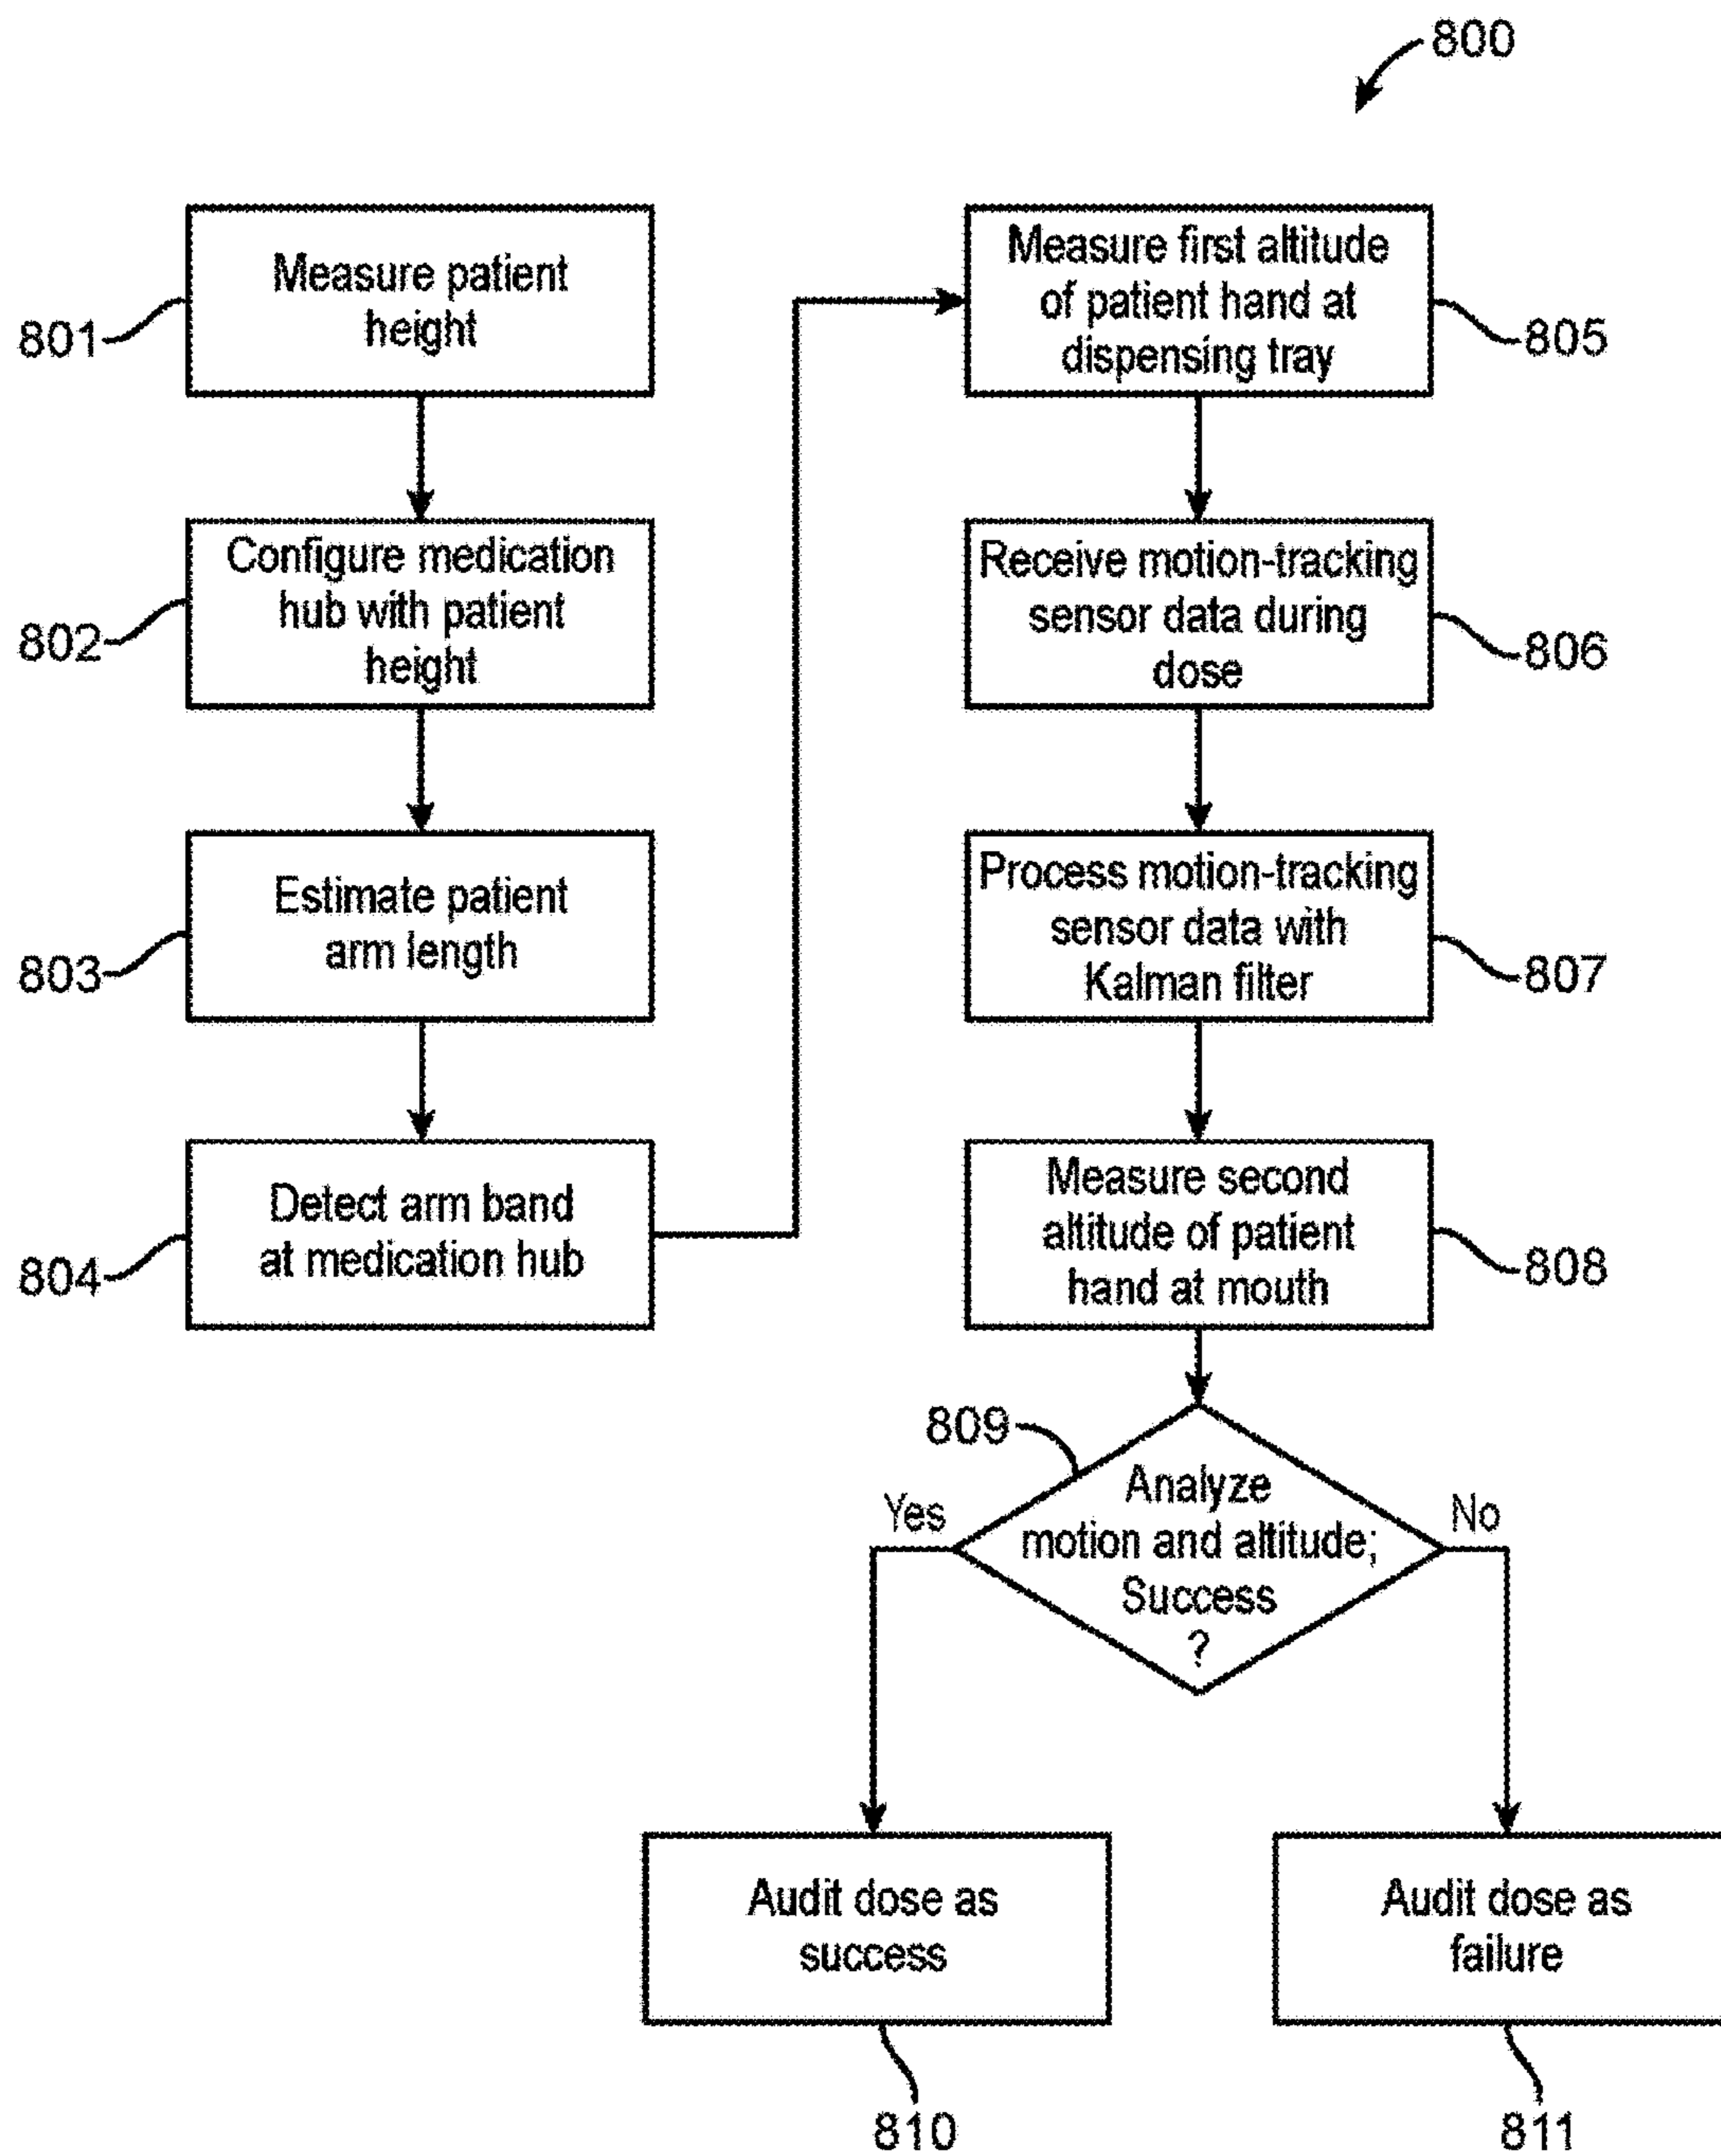 800
Measure patient
height
801
Configure medication
hub with patient
height
802
Estimate patient
arm length
803
Detect arm band
at medication hub
804
Measure first altitude
of patient hand at
dispensing tray
805
Receive motion-tracking
sensor data during
dose
806
Process motion-tracking
sensor data with
Kalman filter
807
Measure second
altitude of patient
hand at mouth
808
809
Analyze
motion and altitude;
Success
?
Yes
No
Audit dose as
success
810
Audit dose as
failure
811